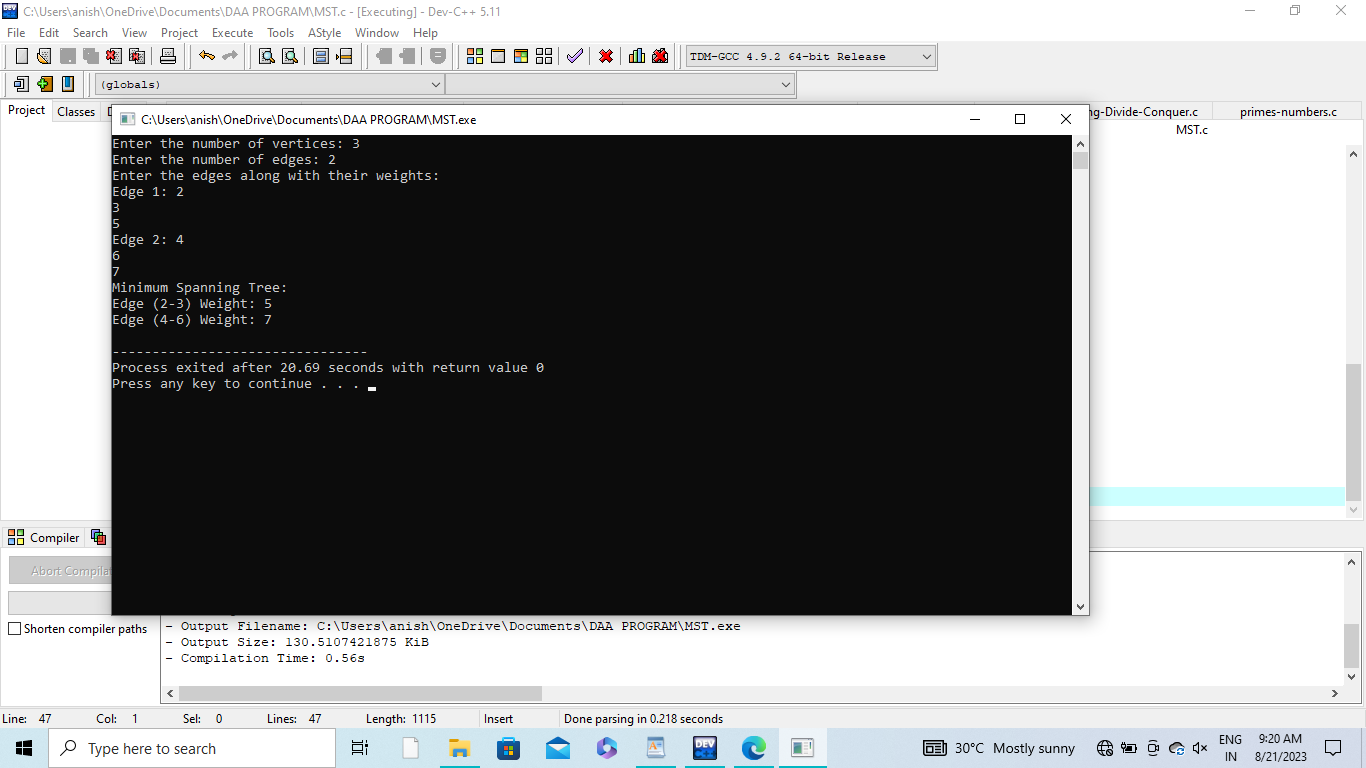 C:\Users\anish\OneDrive\Documents\DAA PROGRAM\MST.c - [Executing] - Dev-C++ 5.11
File Edit Search View Project Execute Tools AStyle Window Help
TDM-GCC 4.9.2 64-bit Release
(globals)
Project Classes
ng-Divide-Conquer.c primes-numbers.c
MST.c
C:\Users\anish\OneDrive\Documents\DAA PROGRAM\MST.exe
Enter the number of vertices: 3
Enter the number of edges: 2
Enter the edges along with their weights:
Edge 1: 2
3
5
Edge 2: 4
6
7
Minimum Spanning Tree:
Edge (2-3) Weight: 5
Edge (4-6) Weight: 7
--------------------------------
Process exited after 20.69 seconds with return value 0
Press any key to continue . . .
Compiler
Abort Compilat
Shorten compiler paths
- Output Filename: C:\Users\anish\OneDrive\Documents\DAA PROGRAM\MST.exe
- Output Size: 130.5107421875 KiB
- Compilation Time: 0.56s
Line: 47 Col: 1 Sel: 0 Lines: 47 Length: 1115 Insert Done parsing in 0.218 seconds
Type here to search
DEV
30°C Mostly sunny
ENG
IN
9:20 AM
8/21/2023